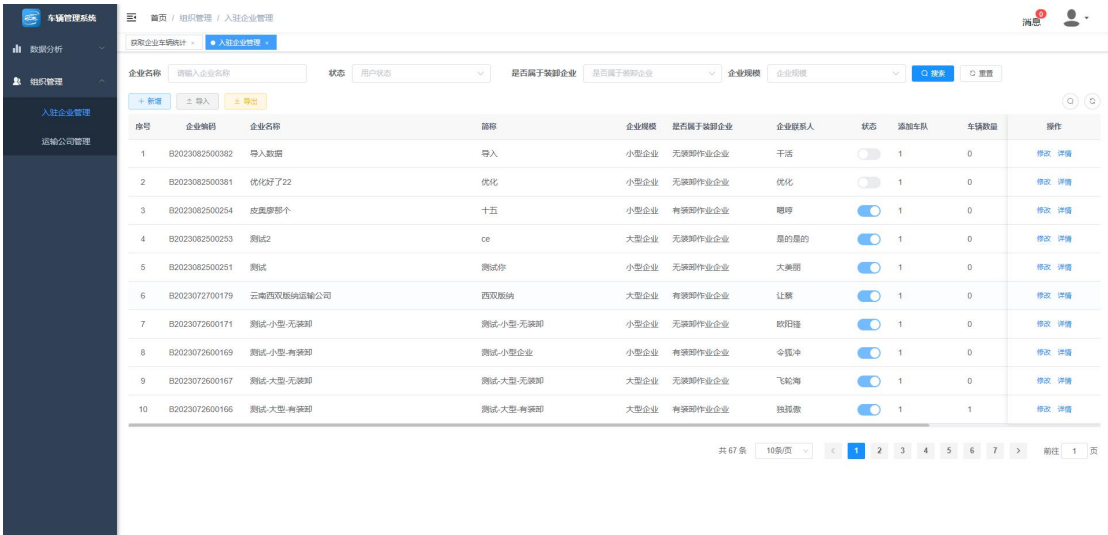 车辆管理系统
首页 / 组织管理 / 入驻企业管理
消息 0
数据分析
组织管理
入驻企业管理
运输公司管理
获取企业车辆统计 ×
入驻企业管理 ×
企业名称 请输入企业名称 状态 用户状态 是否属于装卸企业 是否属于装卸企业 企业规模 企业规模 搜索 重置
+ 新增 导入 导出
序号 企业编码 企业名称 简称 企业规模 是否属于装卸企业 企业联系人 状态 添加车队 车辆数量 操作
1 B2023082500382 导入数据 导入 小型企业 无装卸作业企业 干活 1 0 修改 详情
2 B2023082500381 优化好了22 优化 小型企业 无装卸作业企业 优化 1 0 修改 详情
3 B2023082500254 皮奥廖那个 十五 小型企业 有装卸作业企业 嗯哼 1 0 修改 详情
4 B2023082500253 测试2 ce 大型企业 无装卸作业企业 是的是的 1 0 修改 详情
5 B2023082500251 测试 测试你 小型企业 无装卸作业企业 大美丽 1 0 修改 详情
6 B2023072700179 云南西双版纳运输公司 西双版纳 大型企业 有装卸作业企业 1 0 修改 详情
7 B2023072600171 测试-小型-无装卸 测试-小型-无装卸 小型企业 无装卸作业企业 欧阳锋 1 0 修改 详情
8 B2023072600169 测试-小型-有装卸 测试-小型企业 小型企业 有装卸作业企业 令狐冲 1 0 修改 详情
9 B2023072600167 测试-大型-无装卸 测试-大型-无装卸 大型企业 无装卸作业企业 飞轮海 1 0 修改 详情
10 B2023072600166 测试-大型-有装卸 测试-大型-有装卸 大型企业 有装卸作业企业 独孤傲 1 1 修改 详情
共 67 条 10条/页 < 1 2 3 4 5 6 7 > 前往 1 页